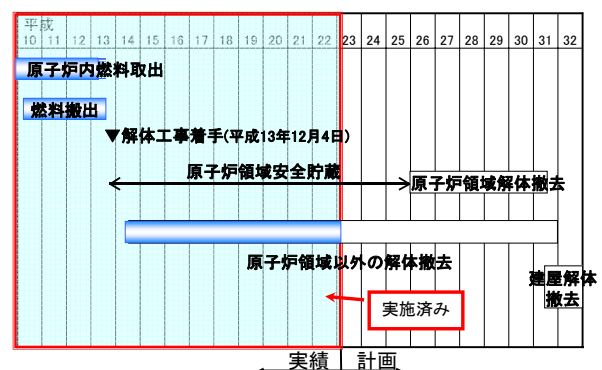 平成
10 11 12 13 14 15 16 17 18 19 20 21 22 23 24 25 26 27 28 29 30 31 32
原子炉内燃料取出
燃料搬出
▼解体工事着手(平成13年12月4日)
原子炉領域安全貯蔵
原子炉領域解体撤去
原子炉領域以外の解体撤去
建屋解体
撤去
実施済み
実績 計画